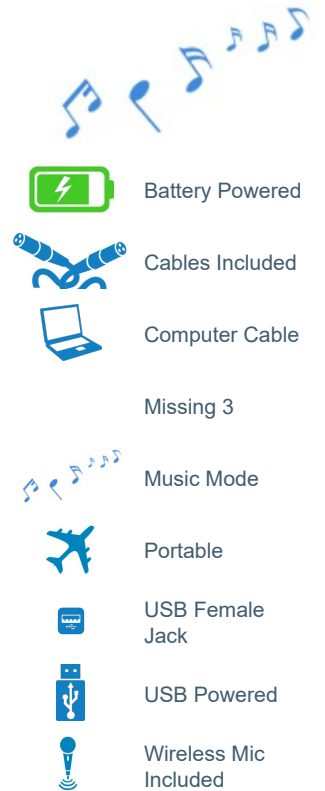 Battery Powered
Cables Included
Computer Cable
Missing 3
Music Mode
Portable
USB Female
Jack
USB Powered
Wireless Mic
Included